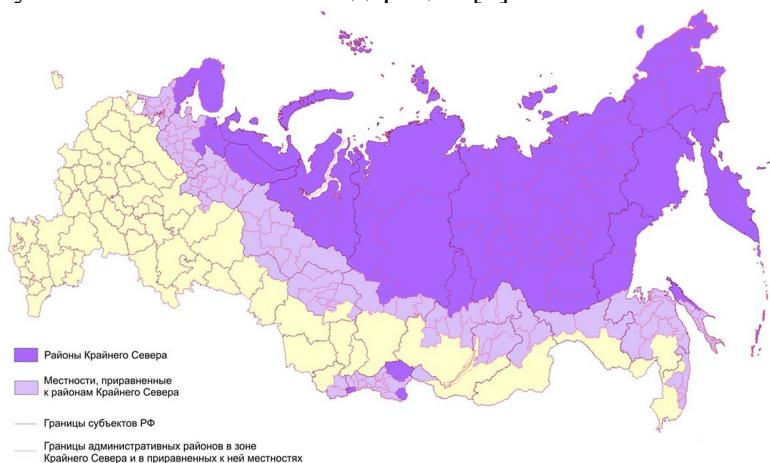 Районы Крайнего Севера
Местности, приравненные
к районам Крайнего Севера
Границы субъектов РФ
Границы административных районов в зоне
Крайнего Севера и в приравненных к ней местностях